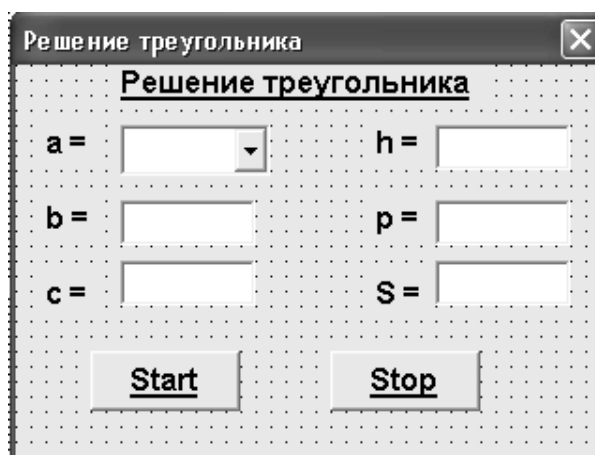 Решение треугольника
Решение треугольника
a = h =
b = p =
c = S =
Start Stop